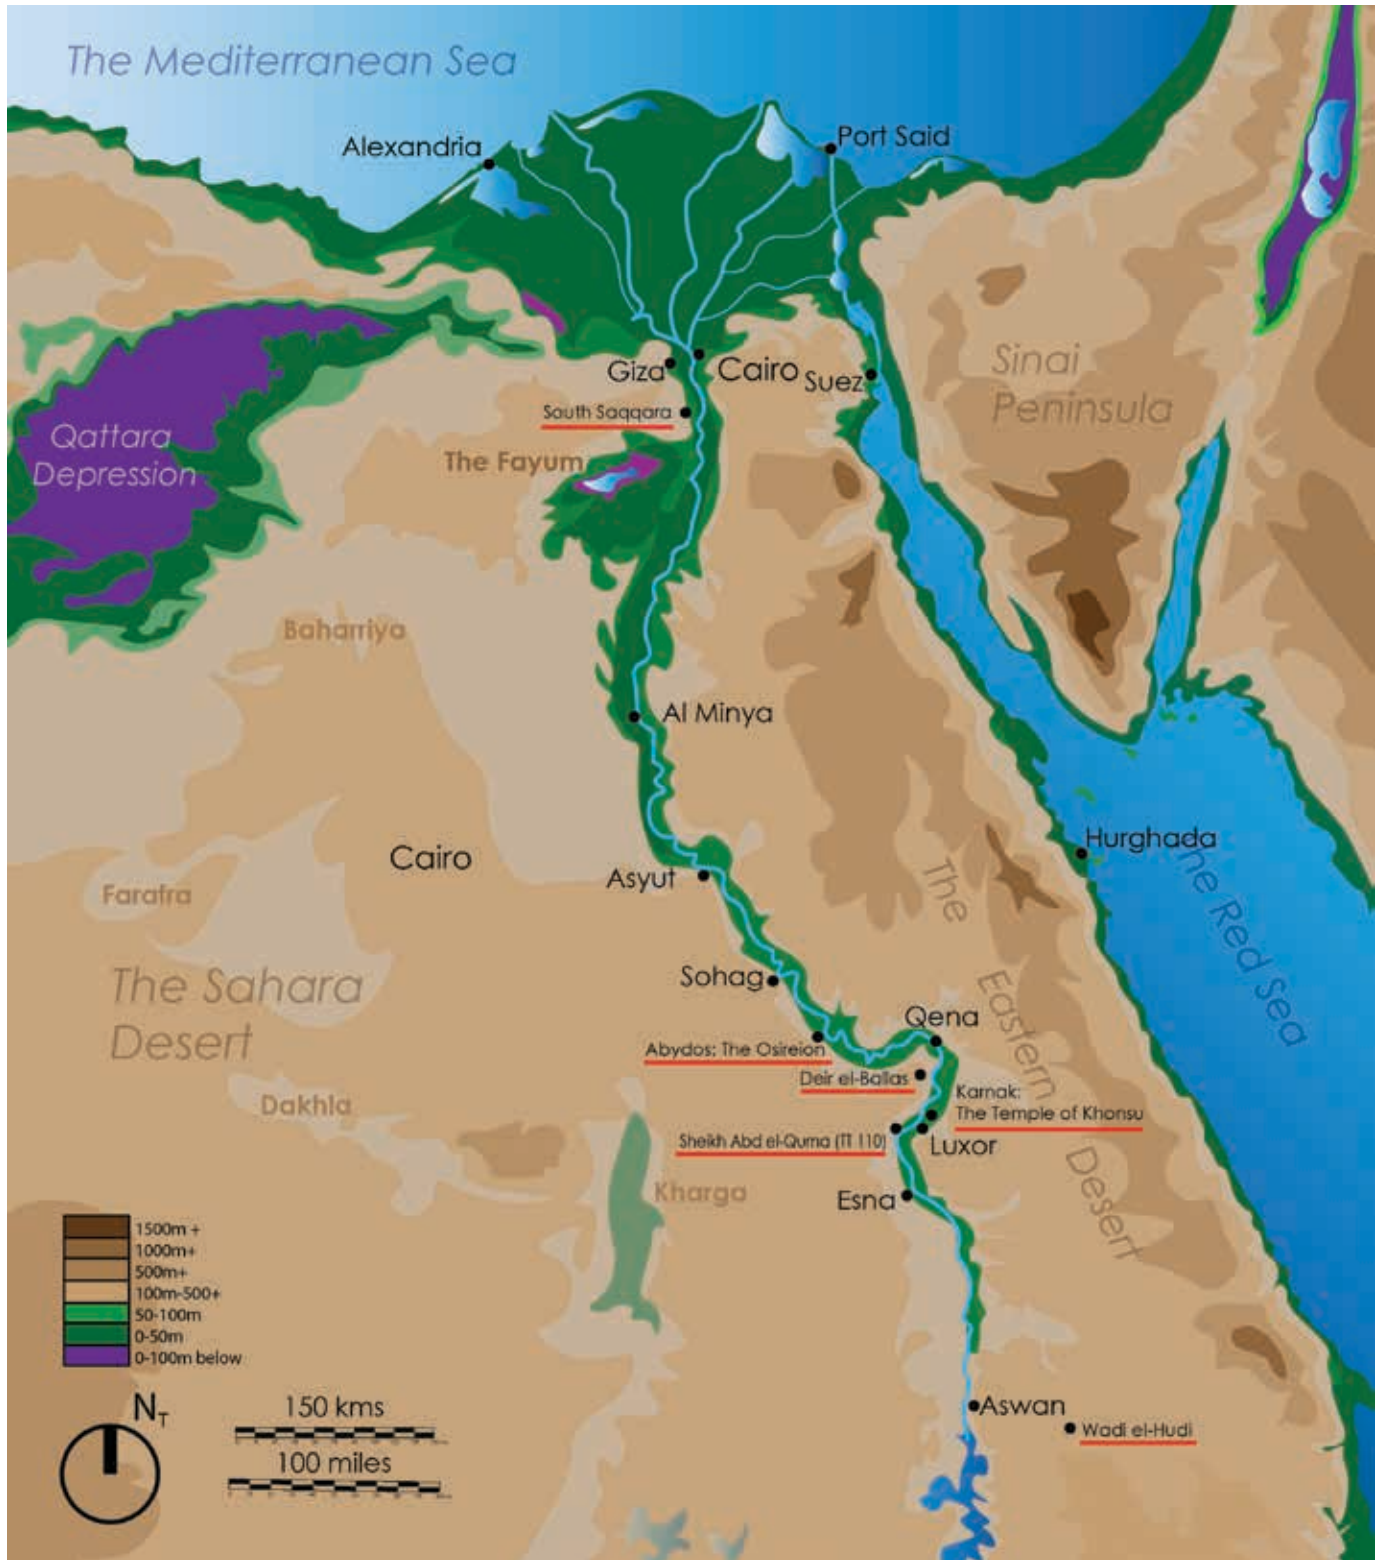 The Mediterranean Sea
Port Said
Alexandria
Sinai
Peninsula
Giza
Cairo
Suez
South Saqqara
Qattara
Depression
The Fayum
Baharriya
Al Minya
Hurghada
The Red Sea
Cairo
Asyut
Farafra
The
Eastern
Desert
The Sahara
Desert
Sohag
Qena
Abydos: The Osireion
Deir el-Ballas
Karnak:
The Temple of Khonsu
Dakhla
Sheikh Abd el-Qurna (TT 110)
Luxor
Kharga
Esna
1500m +
1000m+
500m+
100m-500+
50-100m
0-50m
0-100m below
NT
150 kms
100 miles
Aswan
Wadi el-Hudi